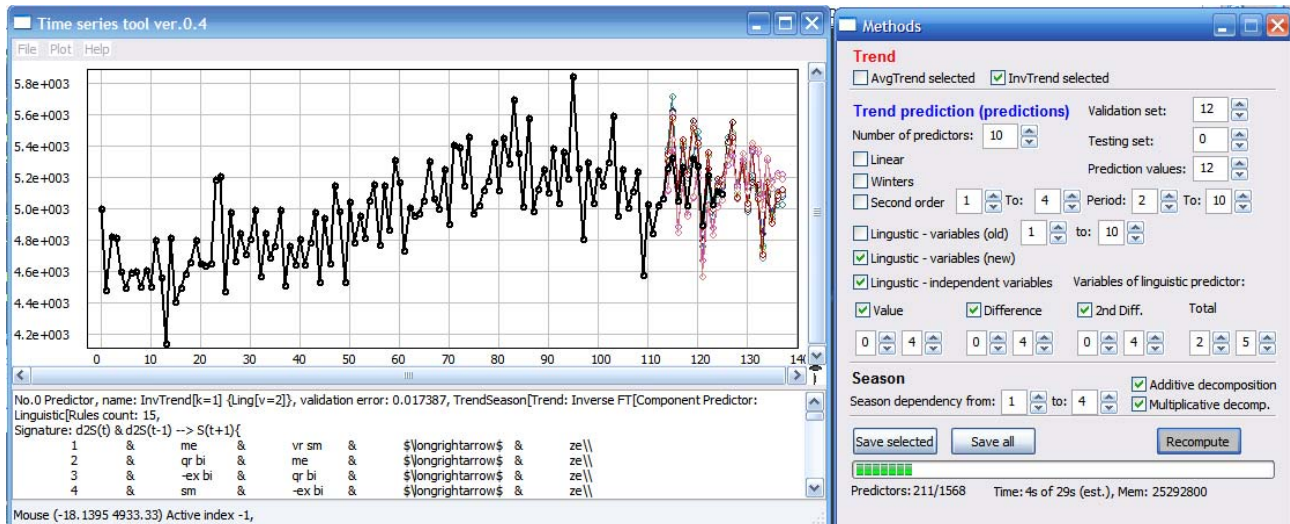 Time series tool ver.0.4
File Plot Help
5.8e+003
5.6e+003
5.4e+003
5.2e+003
5.0e+003
4.8e+003
4.6e+003
4.4e+003
4.2e+003
0 10 20 30 40 50 60 70 80 90 100 110 120 130 140
No.0 Predictor, name: InvTrend[k=1] {Ling[v=2]}, validation error: 0.017387, TrendSeason[Trend: Inverse FT[Component Predictor:
Linguistic[Rules count: 15,
Signature: d2S(t) & d2S(t-1) --> S(t+1){
1 & me & vr sm & $\longrightarrow$ & ze\\
2 & qr bi & me & $\longrightarrow$ & ze\\
3 & -ex bi & qr bi & $\longrightarrow$ & ze\\
4 & sm & -ex bi & $\longrightarrow$ & ze\\
Mouse (-18.1395 4933.33) Active index -1,
Methods
Trend
AvgTrend selected InvTrend selected
Trend prediction (predictions) Validation set: 12
Number of predictors: 10 Testing set: 0
Linear
Prediction values: 12
Winters
Second order 1 To: 4 Period: 2 To: 10
Lingustic - variables (old) 1 to: 10
Lingustic - variables (new)
Lingustic - independent variables Variables of linguistic predictor:
Value Difference 2nd Diff. Total
0 4 0 4 0 4 2 5
Season
Additive decomposition
Season dependency from: 1 to: 4 Multiplicative decomp.
Save selected Save all Recompute
Predictors: 211/1568 Time: 4s of 29s (est.), Mem: 25292800